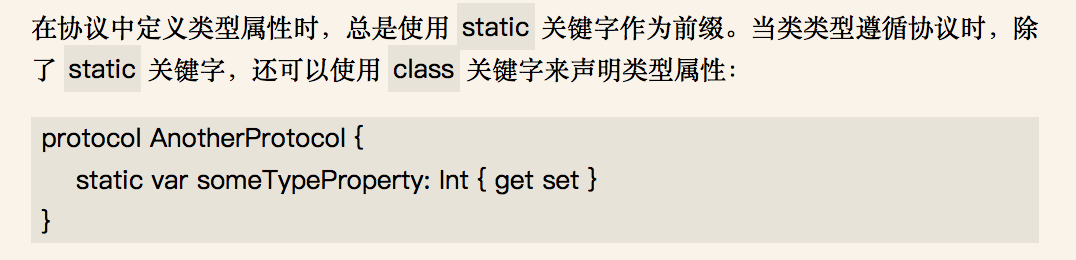 在协议中定义类型属性时，总是使用 static 关键字作为前缀。当类类型遵循协议时，除
了 static 关键字，还可以使用 class 关键字来声明类型属性：
protocol AnotherProtocol {
    static var someTypeProperty: Int { get set }
}